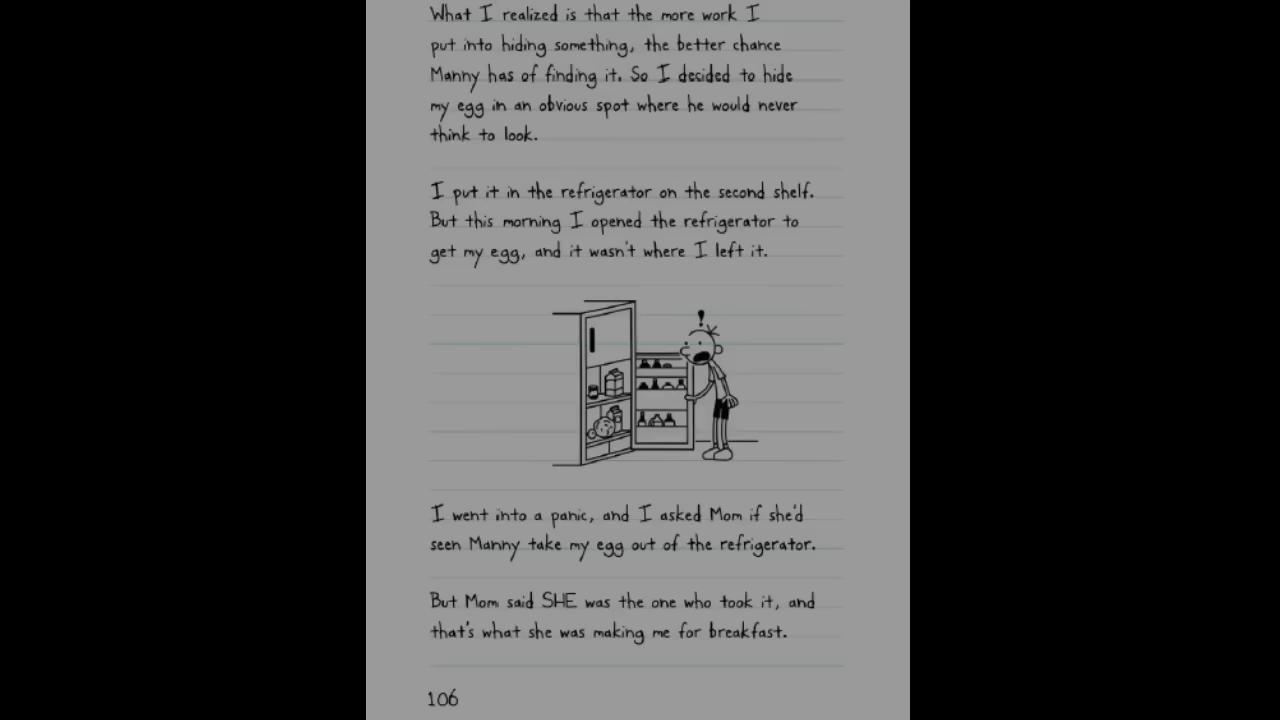 What I realized is that the more work I
put into hiding something, the better chance
Manny has of finding it. So I decided to hide
my egg in an obvious spot where he would never
think to look.
I put it in the refrigerator on the second shelf.
But this morning I opened the refrigerator to
get my egg, and it wasn't where I left it.
!
I went into a panic, and I asked Mom if she'd
seen Manny take my egg out of the refrigerator.
But Mom said SHE was the one who took it, and
that's what she was making me for breakfast.
106